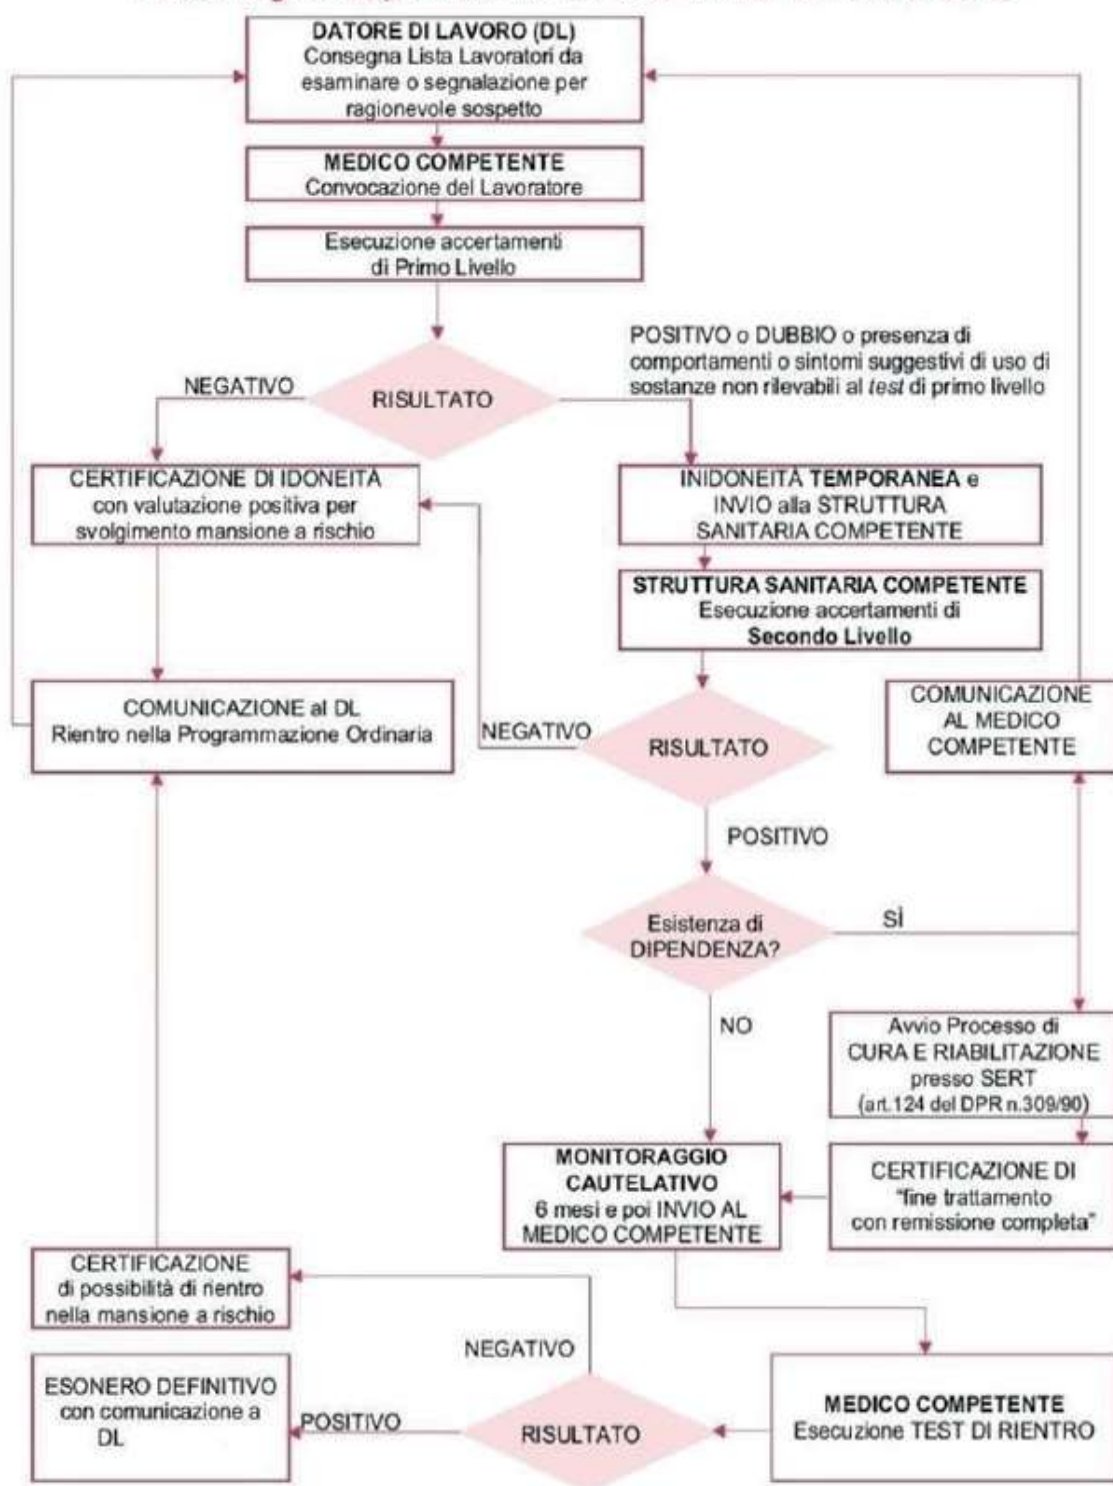 DATORE DI LAVORO (DL)
Consegna Lista Lavoratori da
esaminare o segnalazione per
ragionevole sospetto
MEDICO COMPETENTE
Convocazione del Lavoratore
Esecuzione accertamenti
di Primo Livello
POSITIVO o DUBBIO o presenza di
comportamenti o sintomi suggestivi di uso di
sostanze non rilevabili al test di primo livello
NEGATIVO
RISULTATO
CERTIFICAZIONE DI IDONEITÀ
con valutazione positiva per
svolgimento mansione a rischio
INIDONEITÀ TEMPORANEA e
INVIO alla STRUTTURA
SANITARIA COMPETENTE
STRUTTURA SANITARIA COMPETENTE
Esecuzione accertamenti di
Secondo Livello
COMUNICAZIONE al DL
Rientro nella Programmazione Ordinaria
NEGATIVO
RISULTATO
COMUNICAZIONE
AL MEDICO
COMPETENTE
POSITIVO
Esistenza di
DIPENDENZA?
SÌ
NO
Avvio Processo di
CURA E RIABILITAZIONE
presso SERT
(art.124 del DPR n.309/90)
MONITORAGGIO
CAUTELATIVO
6 mesi e poi INVIO AL
MEDICO COMPETENTE
CERTIFICAZIONE DI
“fine trattamento
con remissione completa”
CERTIFICAZIONE
di possibilità di rientro
nella mansione a rischio
NEGATIVO
ESONERO DEFINITIVO
con comunicazione a
DL
POSITIVO
RISULTATO
MEDICO COMPETENTE
Esecuzione TEST DI RIENTRO